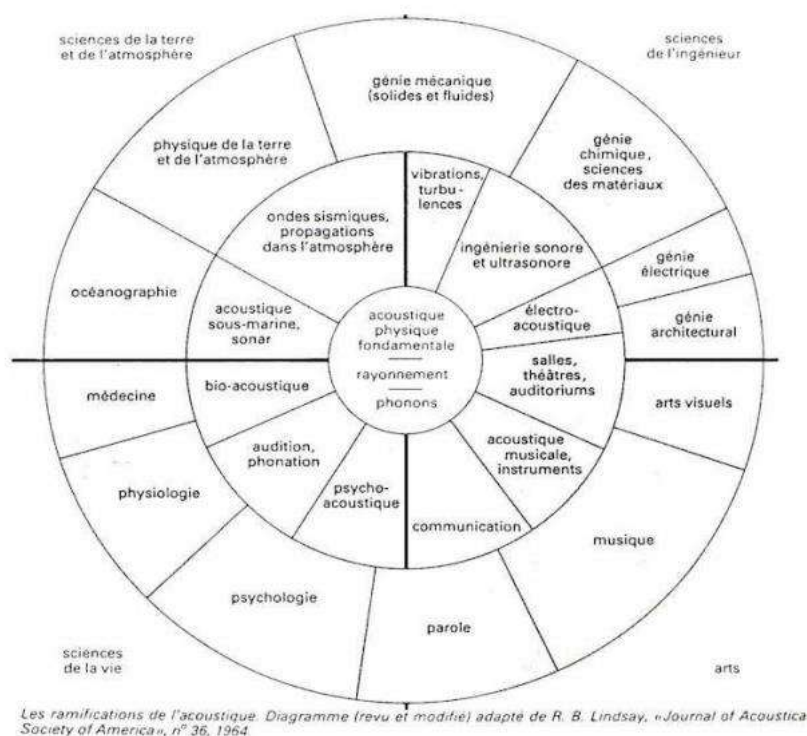 sciences de la terre
et de l'atmosphère
sciences
de l'ingénieur
génie mécanique
(solides et fluides)
physique de la terre
et de l'atmosphère
génie
chimique,
sciences
des matériaux
vibrations,
turbu-
lences
ondes sismiques,
propagations
dans l'atmosphère
ingénierie sonore
et ultrasonore
génie
électrique
océanographie
acoustique
sous-marine,
sonar
acoustique
physique
fondamentale
rayonnement
phonons
électro-
acoustique
génie
architectural
salles,
théâtres,
auditoriums
médecine
bio-acoustique
arts visuels
audition,
phonation
acoustique
musicale,
instruments
physiologie
psycho-
acoustique
communication
musique
psychologie
parole
sciences
de la vie
arts
Les ramifications de l'acoustique. Diagramme (revu et modifié) adapté de R. B. Lindsay, «Journal of Acoustica
Society of America», nº 36, 1964